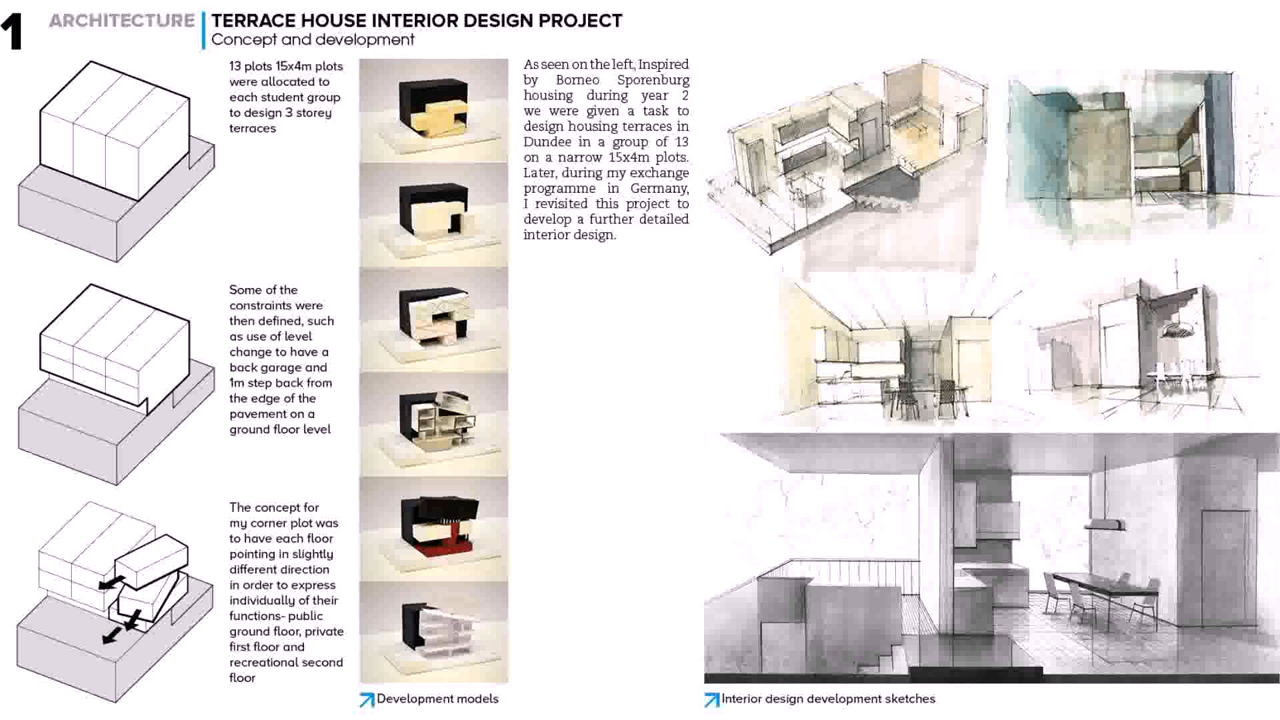 1
ARCHITECTURE
TERRACE HOUSE INTERIOR DESIGN PROJECT
Concept and development
13 plots 15x4m plots
were allocated to
each student group
to design 3 storey
terraces
Some of the
constraints were
then defined, such
as use of level
change to have a
back garage and
1m step back from
the edge of the
pavement on a
ground floor level
The concept for
my corner plot was
to have each floor
pointing in slightly
different direction
in order to express
individually of their
functions- public
ground floor, private
first floor and
recreational second
floor
Development models
As seen on the left, Inspired
by Borneo Sporenburg
housing during year 2
we were given a task to
design housing terraces in
Dundee in a group of 13
on a narrow 15x4m plots.
Later, during my exchange
programme in Germany,
I revisited this project to
develop a further detailed
interior design.
Interior design development sketches